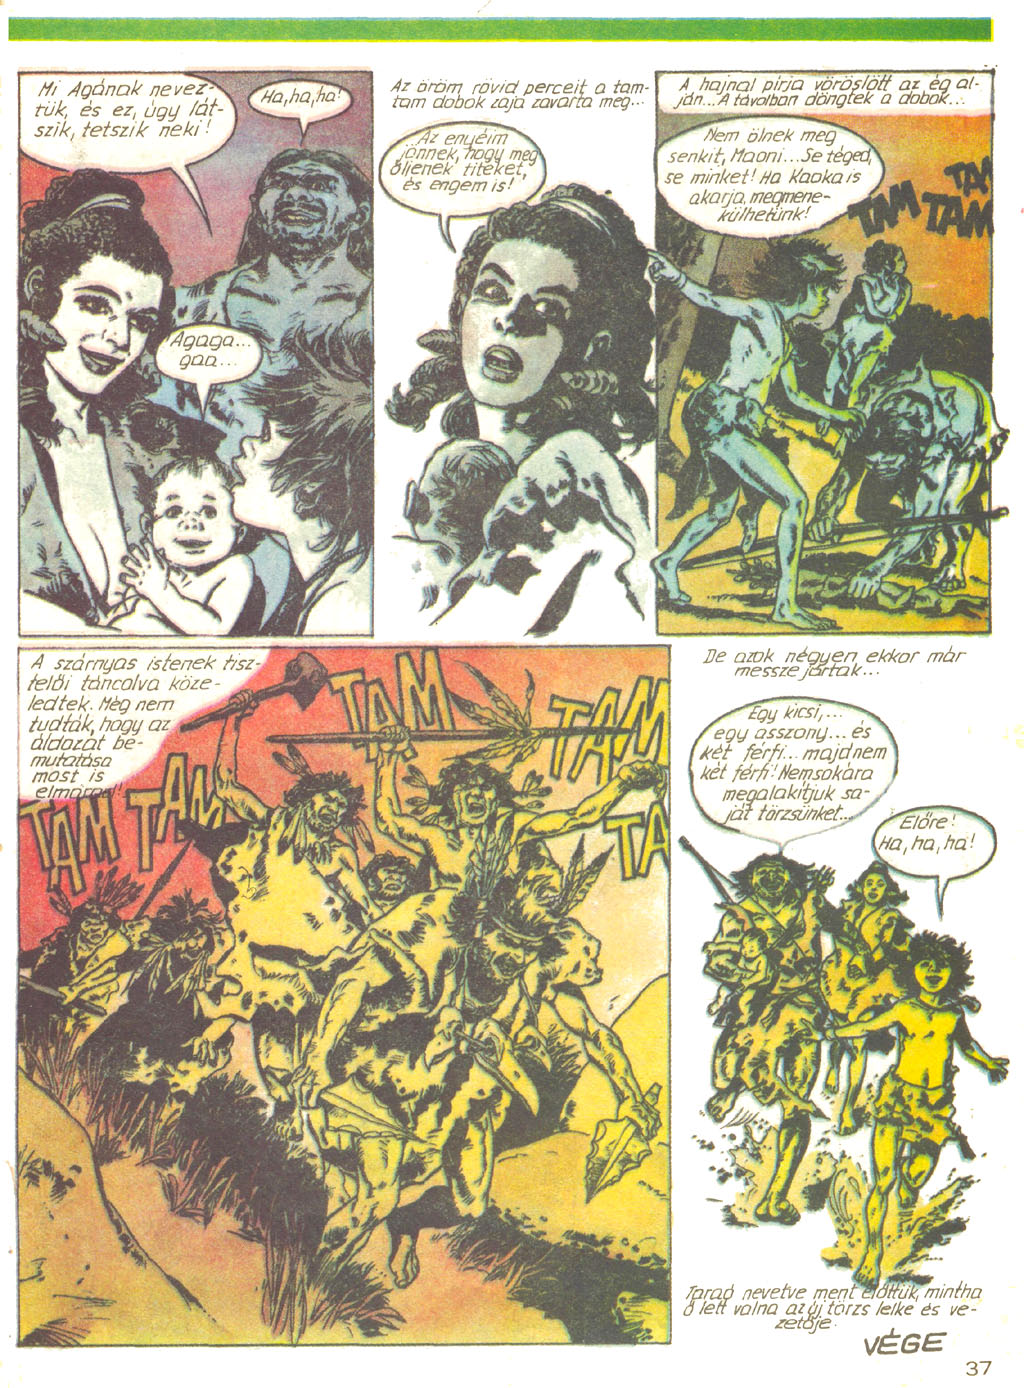 Mi Agának nevez-
tük, és ez, úgy lát-
szik, tetszik neki!
Ha, ha, ha!
Agaga...
gaa...
Az öröm rövid perceit a tam-
tam dobok zaja zavarta meg...
...Az enyéim
jönnek, hogy meg
öljenek titeket,
és engem is!
A hajnal pírja vöröslött az ég al-
ján... A távolban döngtek a dobok...
Nem ölnek meg
senkit, Maoni... Se téged,
se minket! Ha Kaoka is
akarja, megmene-
külhetünk!
TAM
TAM
TAM
A szárnyas istenek tisz-
telői táncolva köze-
ledtek. Még nem
tudták, hogy az
áldozat be-
mutatása
most is
elmarad!!
TAM
TAM
TAM
TAM
TAM
TA
De azok négyen ekkor már
messze jártak...
Egy kicsi,...
egy asszony... és
két férfi... majdnem
két férfi! Nemsokára
megalakítjuk sa-
ját törzsünket...
Előre!
Ha, ha, ha!
Tarao nevetve ment előttük, mintha
ő lett volna az új törzs lelke és ve-
zetője.
VÉGE
37